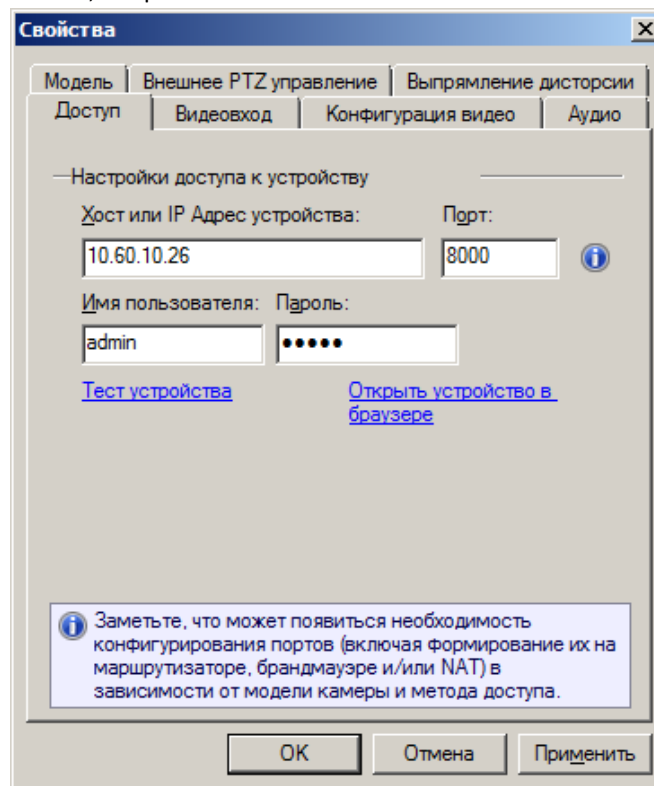 Свойства
Модель
Внешнее PTZ управление
Выпрямление дисторсии
Доступ
Видеовход
Конфигурация видео
Аудио
Настройки доступа к устройству
Хост или IP Адрес устройства:
Порт:
10.60.10.26
8000
Имя пользователя:
Пароль:
admin
•••••
Тест устройства
Открыть устройство в
браузере
Заметьте, что может появиться необходимость
конфигурирования портов (включая формирование их на
маршрутизаторе, брандмауэре и/или NAT) в
зависимости от модели камеры и метода доступа.
OK
Отмена
Применить